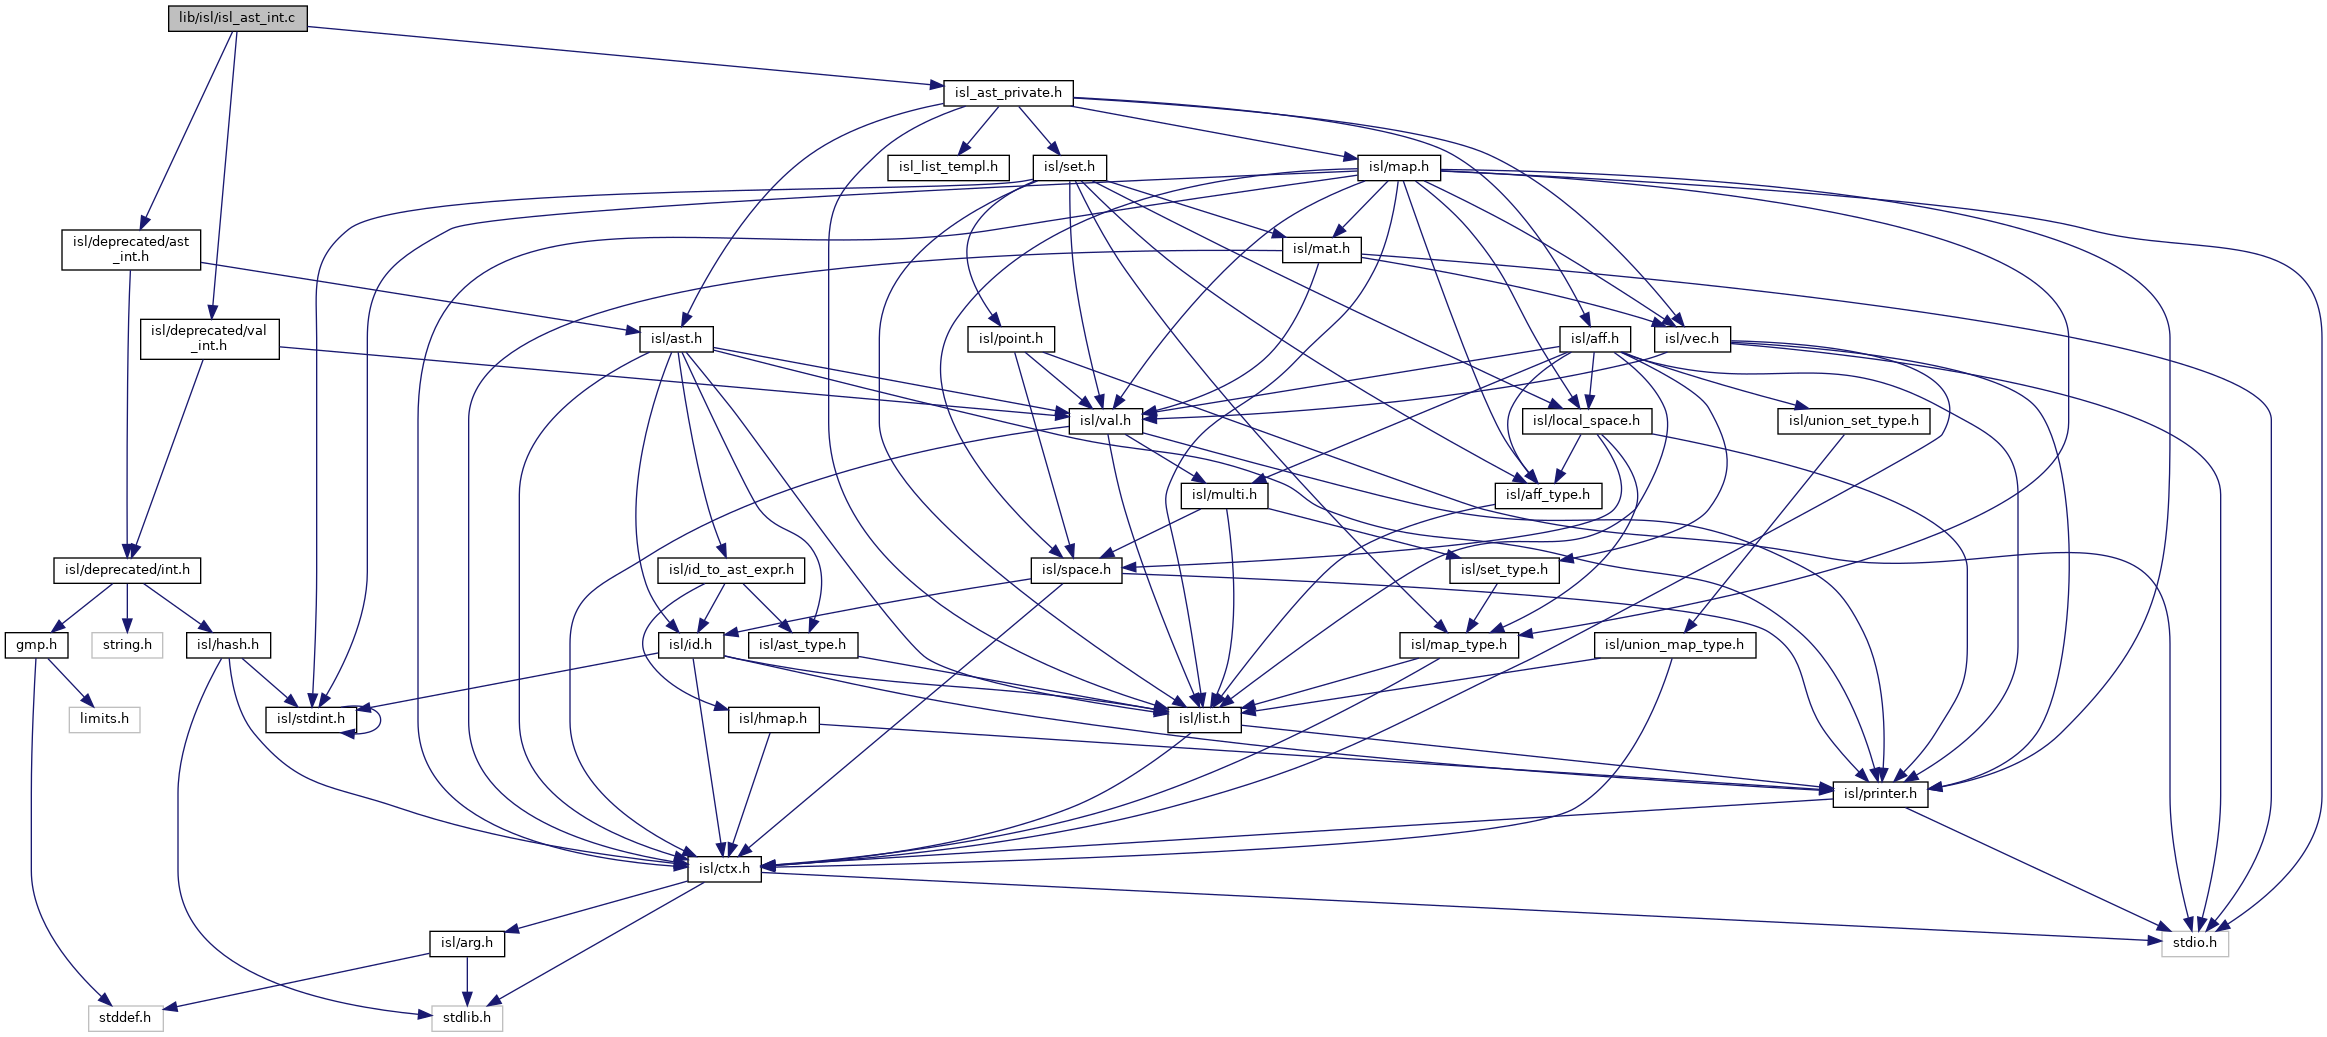 lib/isl/isl_ast_int.c
isl_ast_private.h
isl_list_templ.h
isl/set.h
isl/map.h
isl/deprecated/ast
_int.h
isl/mat.h
isl/deprecated/val
_int.h
isl/ast.h
isl/point.h
isl/aff.h
isl/vec.h
isl/val.h
isl/local_space.h
isl/union_set_type.h
isl/multi.h
isl/aff_type.h
isl/deprecated/int.h
isl/id_to_ast_expr.h
isl/space.h
isl/set_type.h
gmp.h
string.h
isl/hash.h
isl/id.h
isl/ast_type.h
isl/map_type.h
isl/union_map_type.h
limits.h
isl/stdint.h
isl/hmap.h
isl/list.h
isl/printer.h
isl/ctx.h
isl/arg.h
stdio.h
stddef.h
stdlib.h